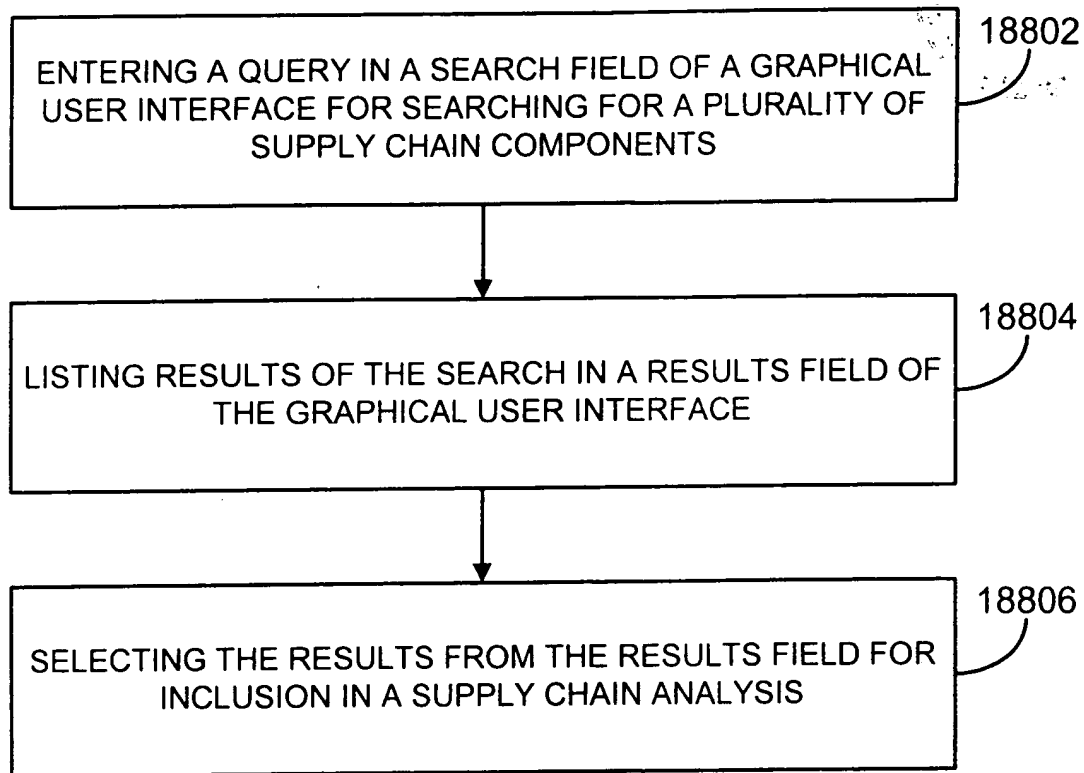 18802
ENTERING A QUERY IN A SEARCH FIELD OF A GRAPHICAL
USER INTERFACE FOR SEARCHING FOR A PLURALITY OF
SUPPLY CHAIN COMPONENTS
18804
LISTING RESULTS OF THE SEARCH IN A RESULTS FIELD OF
THE GRAPHICAL USER INTERFACE
18806
SELECTING THE RESULTS FROM THE RESULTS FIELD FOR
INCLUSION IN A SUPPLY CHAIN ANALYSIS